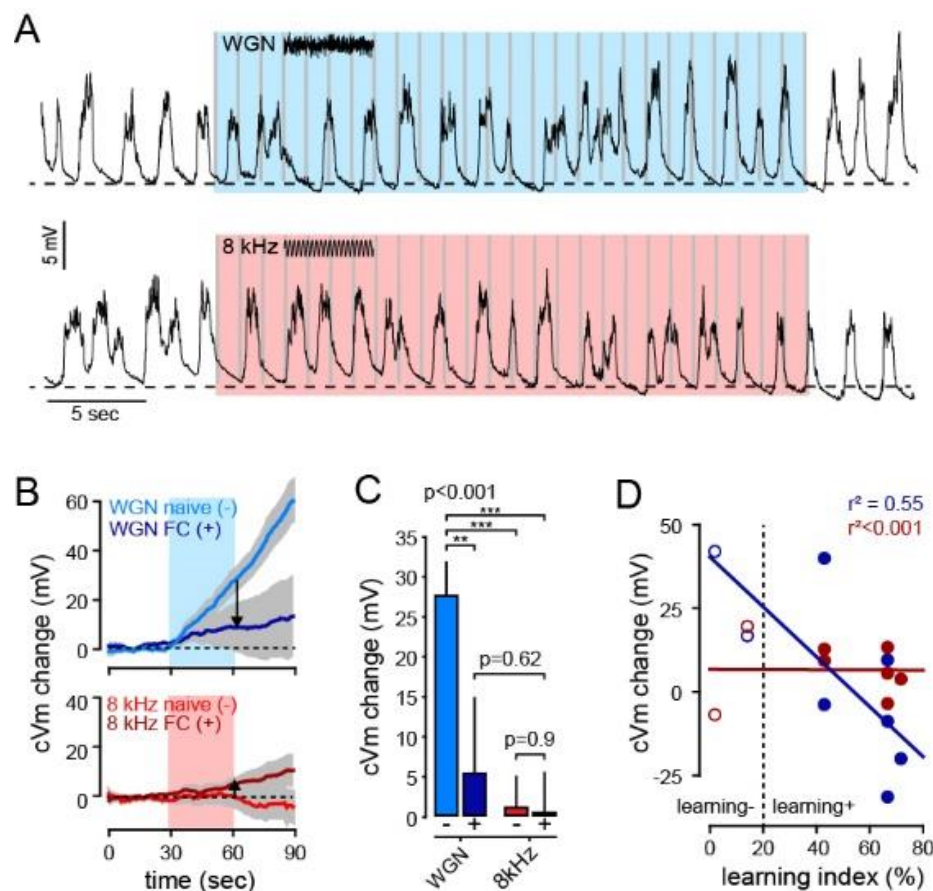 A
WGN
5 mV
8 kHz
5 sec
B
cVm change (mV)
60
40
20
0
WGN naive (-)
WGN FC (+)
40
20
0
8 kHz naive (-)
8 kHz FC (+)
0 30 60 90
time (sec)
C
p<0.001
***
***
**
p=0.62
p=0.9
cVm change (mV)
35
30
25
20
15
10
5
0
- + - +
WGN 8kHz
D
r² = 0.55
r²<0.001
cVm change (mV)
50
25
0
-25
learning- learning+
0 20 40 60 80
learning index (%)